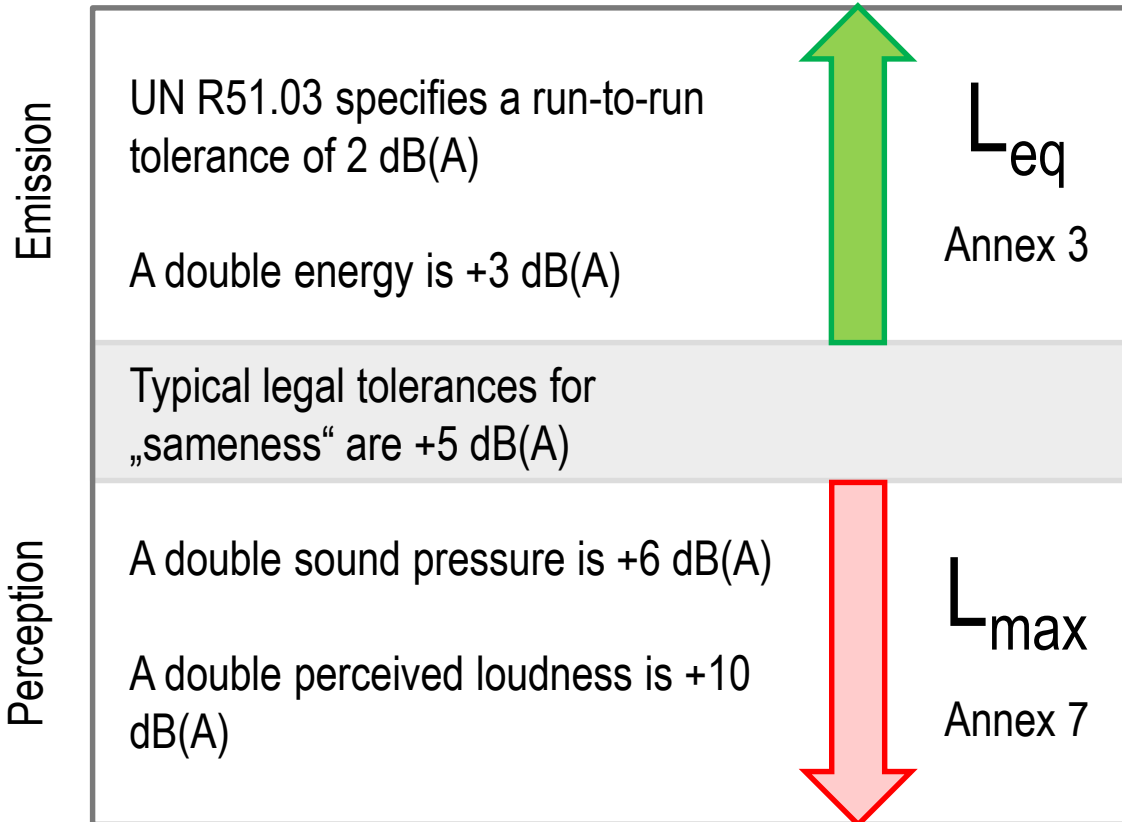 Emission
UN R51.03 specifies a run-to-run
tolerance of 2 dB(A)
A double energy is +3 dB(A)
Leq
Annex 3
Typical legal tolerances for
„sameness“ are +5 dB(A)
Perception
A double sound pressure is +6 dB(A)
A double perceived loudness is +10
dB(A)
Lmax
Annex 7